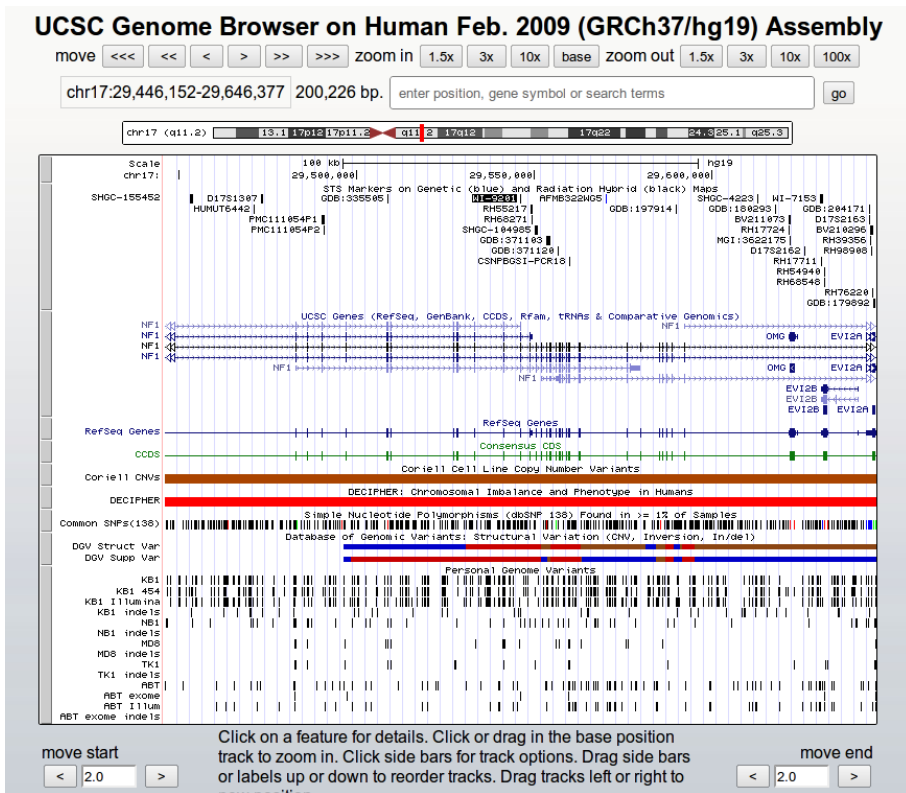 UCSC Genome Browser on Human Feb. 2009 (GRCh37/hg19) Assembly
move <<< << < > >> >>> zoom in 1.5x 3x 10x base zoom out 1.5x 3x 10x 100x
chr17:29,446,152-29,646,377 200,226 bp. enter position, gene symbol or search terms go
chr17 (q11.2) 13.1 17p12 17p11.2 q11.2 17q12 17q22 24.3 25.1 q25.3
Scale 100 kb hg19
chr17: 29,500,000 29,550,000 29,600,000
STS Markers on Genetic (blue) and Radiation Hybrid (black) Maps
SHGC-155452 D17S1307 GDB:335505 WI-9201 AFMB322WG5 SHGC-4223 WI-7153
HUMUT6442 RH55217 GDB:197914 GDB:180293 GDB:204171
PMC111054P1 RH68271 BV211073 D17S2163
PMC111054P2 SHGC-104985 RH17724 BV210296
GDB:371103 MGI:3622175 RH39356
GDB:371120 D17S2162 RH98908
CSNPBGSI-PCR18 RH17711
RH54940
RH68548
RH76220
GDB:179892
UCSC Genes (RefSeq, GenBank, CCDS, Rfam, tRNAs & Comparative Genomics)
NF1 NF1
NF1 OMG EVI2A
NF1
NF1
NF1 OMG EVI2A
NF1
EVI2B
EVI2B
EVI2B EVI2A
RefSeq Genes
RefSeq Genes
Consensus CDS
CCDS
Coriell Cell Line Copy Number Variants
Coriell CNVs
DECIPHER: Chromosomal Imbalance and Phenotype in Humans
DECIPHER
Simple Nucleotide Polymorphisms (dbSNP 138) Found in >= 1% of Samples
Common SNPs(138)
Database of Genomic Variants: Structural Variation (CNV, Inversion, In/del)
DGV Struct Var
DGV Supp Var
Personal Genome Variants
KB1
KB1 454
KB1 Illumina
KB1 indels
NB1
NB1 indels
MD8
MD8 indels
TK1
TK1 indels
ABT
ABT exome
ABT Illum
ABT exome indels
Click on a feature for details. Click or drag in the base position
track to zoom in. Click side bars for track options. Drag side bars
or labels up or down to reorder tracks. Drag tracks left or right to
move start
< 2.0 >
move end
< 2.0 >